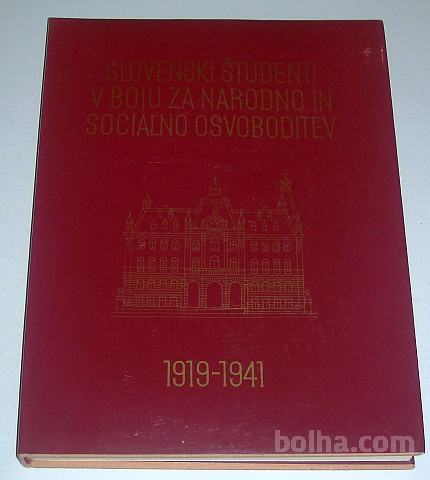 SLOVENSKI ŠTUDENTI
V BOJU ZA NARODNO IN
SOCIALNO OSVOBODITEV
1919-1941
bolha.com